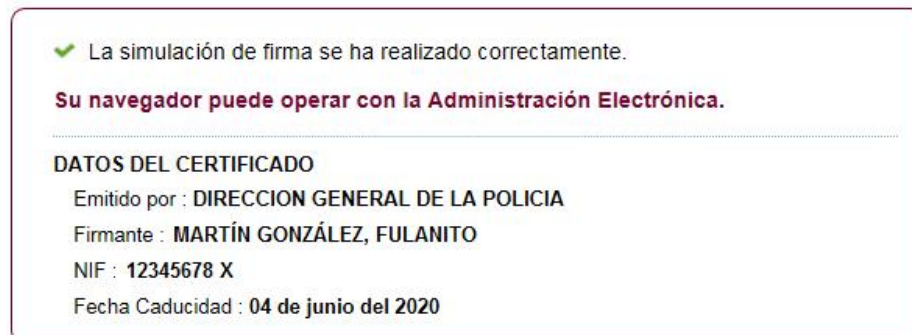 La simulación de firma se ha realizado correctamente.
Su navegador puede operar con la Administración Electrónica.
DATOS DEL CERTIFICADO
Emitido por : DIRECCION GENERAL DE LA POLICIA
Firmante : MARTÍN GONZÁLEZ, FULANITO
NIF : 12345678 X
Fecha Caducidad : 04 de junio del 2020